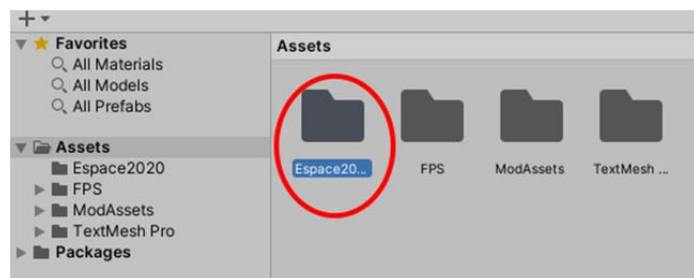 Favorites
All Materials
All Models
All Prefabs
Assets
Espace2020
FPS
ModAssets
TextMesh Pro
Packages
Assets
Espace20...
FPS
ModAssets
TextMesh ...